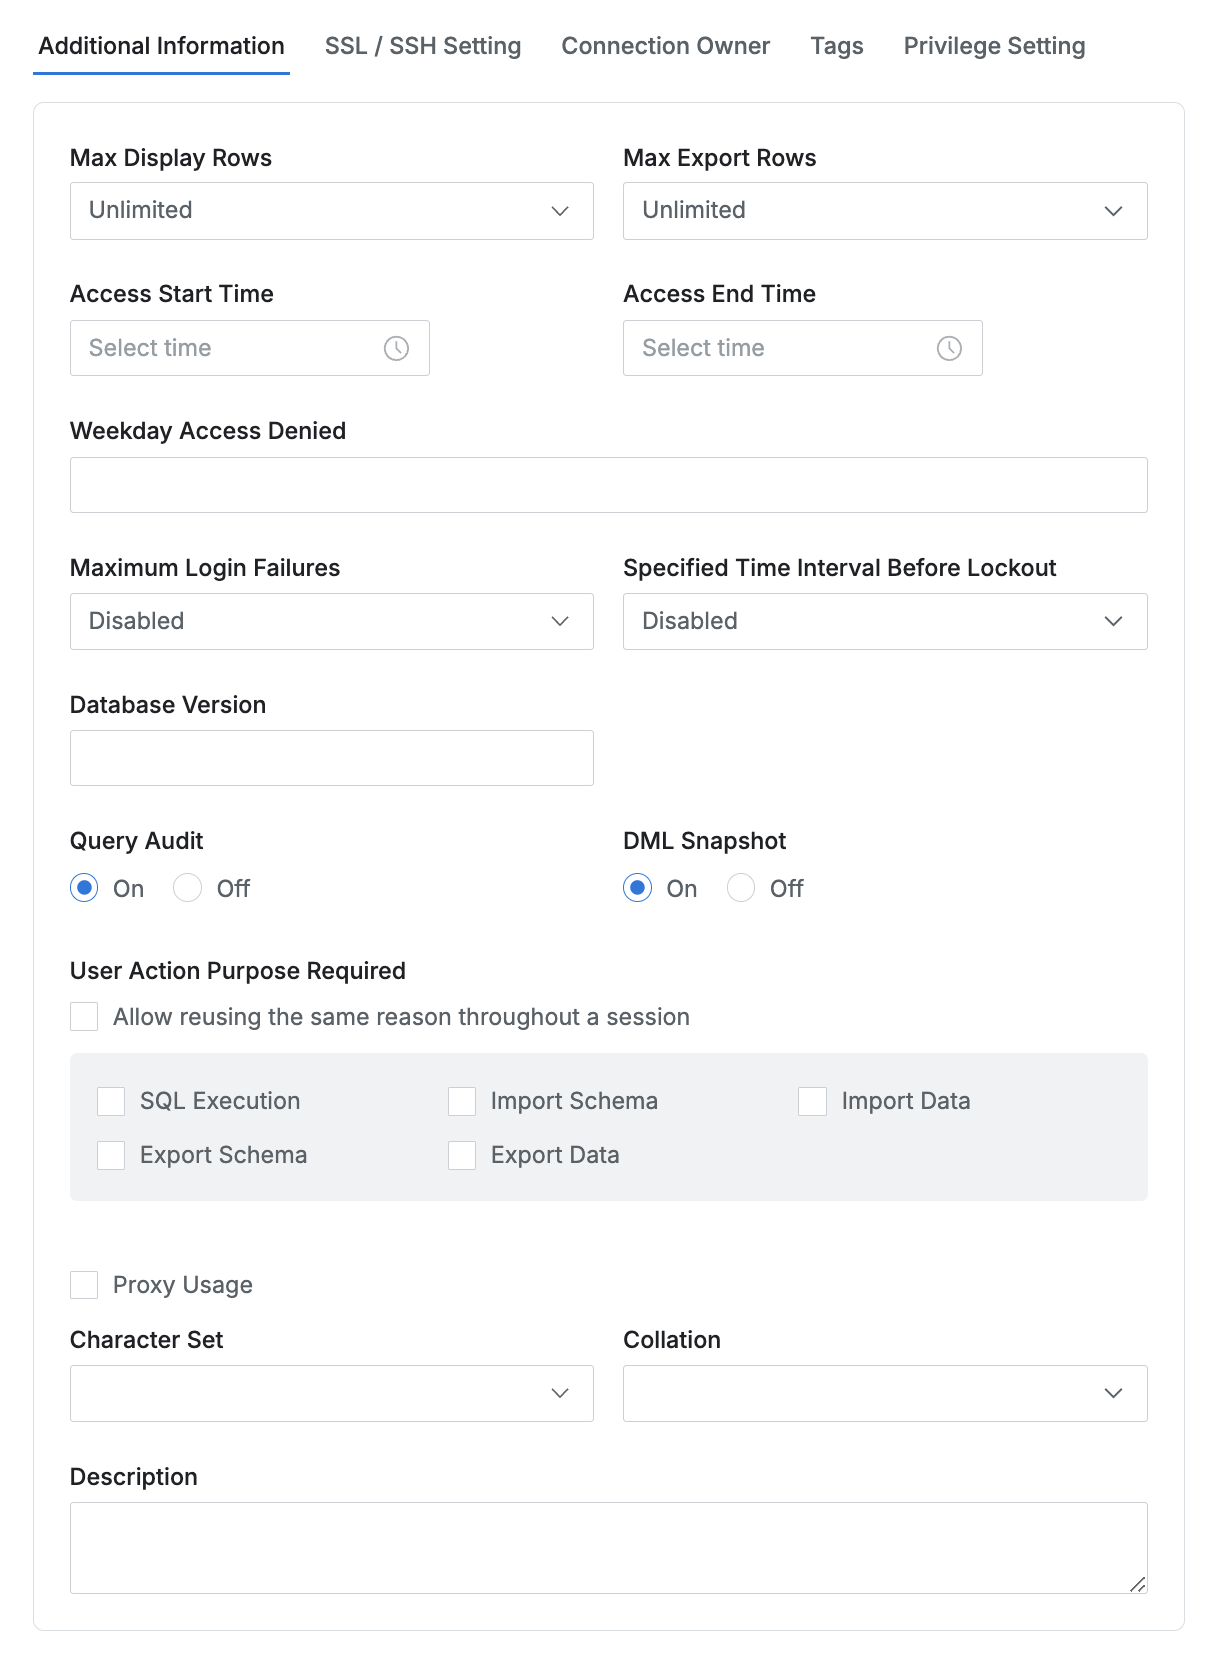 Additional Information SSL / SSH Setting Connection Owner Tags Privilege Setting
Max Display Rows Max Export Rows
Unlimited Unlimited
Access Start Time Access End Time
Select time Select time
Weekday Access Denied
Maximum Login Failures Specified Time Interval Before Lockout
Disabled Disabled
Database Version
Query Audit DML Snapshot
On Off On Off
User Action Purpose Required
Allow reusing the same reason throughout a session
SQL Execution Import Schema Import Data
Export Schema Export Data
Proxy Usage
Character Set Collation
Description